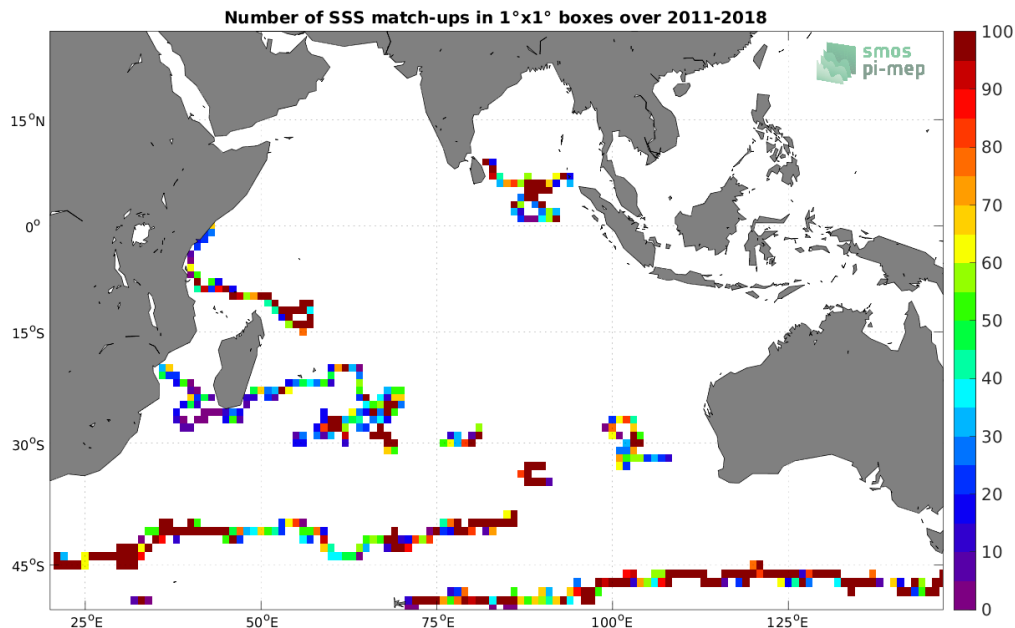 Number of SSS match-ups in 1°x1° boxes over 2011-2018
smos
pi-mep
100
90
80
70
60
50
40
30
20
10
0
15°N
0°
15°S
30°S
45°S
25°E
50°E
75°E
100°E
125°E